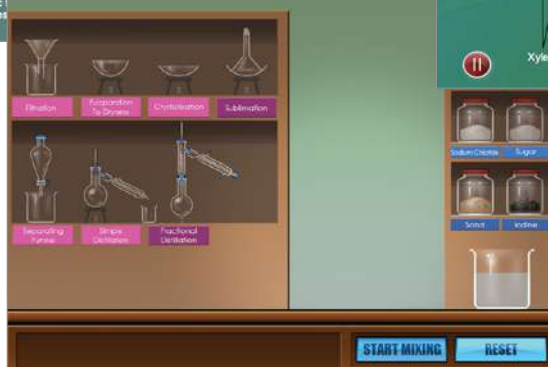 Xyle
Filtration
Evaporation
To Dryness
Crystallisation
Sublimation
Sodium Chloride
Sugar
Separating
Funnel
Simple
Distillation
Fractional
Distillation
Sand
Iodine
START MIXING
RESET